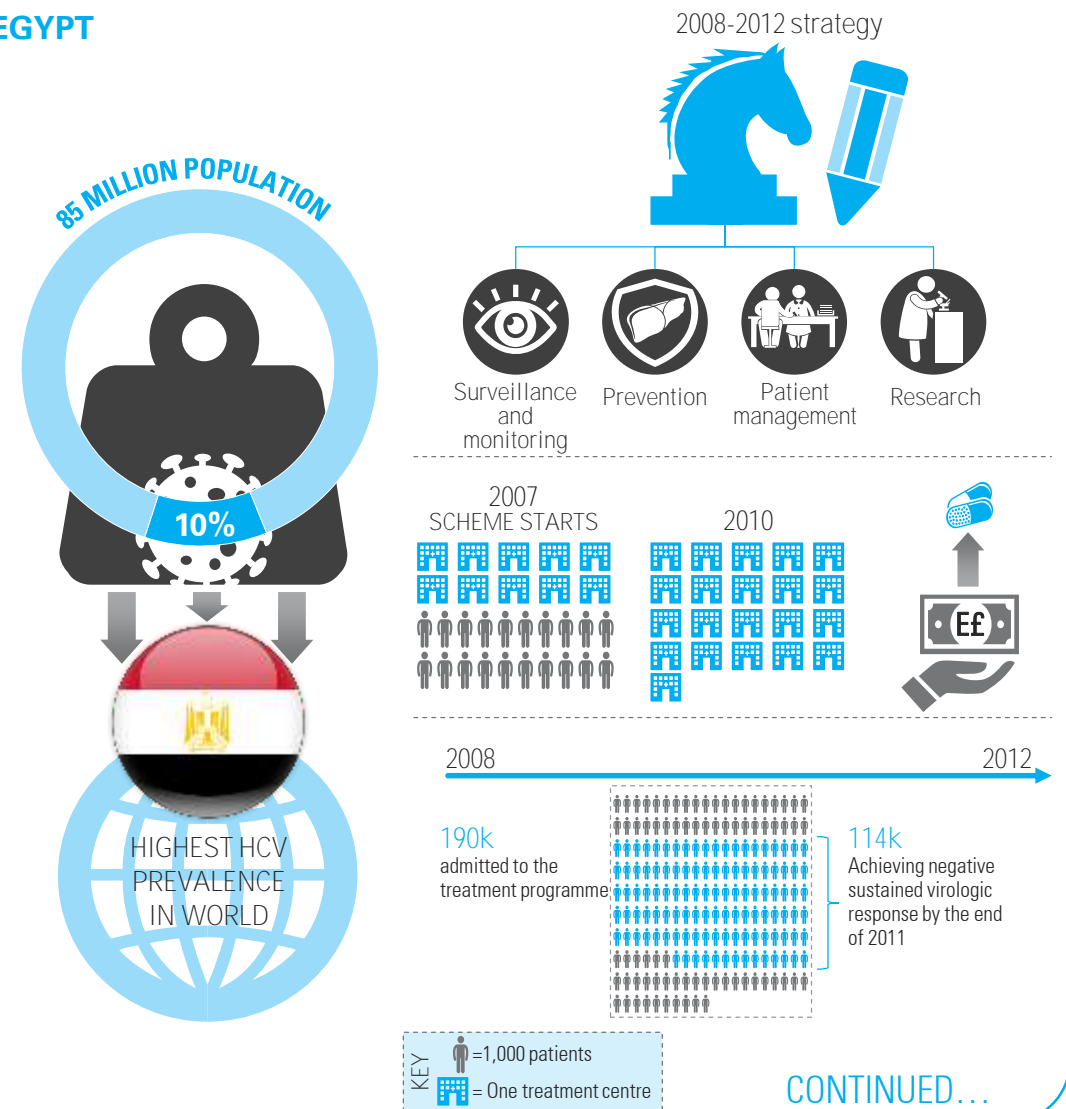 EGYPT
85 MILLION POPULATION
10%
HIGHEST HCV
PREVALENCE
IN WORLD
2008-2012 strategy
Surveillance
and
monitoring
Prevention
Patient
management
Research
2007
SCHEME STARTS
2010
E£
2008
2012
190k
admitted to the
treatment programme
114k
Achieving negative
sustained virologic
response by the end
of 2011
KEY
=1,000 patients
= One treatment centre
CONTINUED...